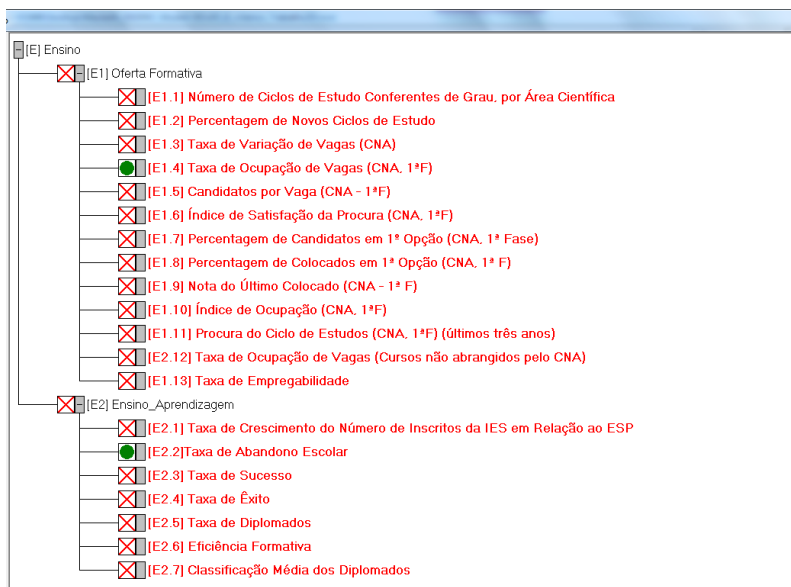 [E] Ensino
[E1] Oferta Formativa
[E1.1] Número de Ciclos de Estudo Conferentes de Grau, por Área Científica
[E1.2] Percentagem de Novos Ciclos de Estudo
[E1.3] Taxa de Variação de Vagas (CNA)
[E1.4] Taxa de Ocupação de Vagas (CNA, 1ªF)
[E1.5] Candidatos por Vaga (CNA - 1ªF)
[E1.6] Índice de Satisfação da Procura (CNA, 1ªF)
[E1.7] Percentagem de Candidatos em 1º Opção (CNA, 1ª Fase)
[E1.8] Percentagem de Colocados em 1ª Opção (CNA, 1ª F)
[E1.9] Nota do Último Colocado (CNA - 1ª F)
[E1.10] Índice de Ocupação (CNA, 1ªF)
[E1.11] Procura do Ciclo de Estudos (CNA, 1ªF) (últimos três anos)
[E2.12] Taxa de Ocupação de Vagas (Cursos não abrangidos pelo CNA)
[E1.13] Taxa de Empregabilidade
[E2] Ensino_Aprendizagem
[E2.1] Taxa de Crescimento do Número de Inscritos da IES em Relação ao ESP
[E2.2]Taxa de Abandono Escolar
[E2.3] Taxa de Sucesso
[E2.4] Taxa de Êxito
[E2.5] Taxa de Diplomados
[E2.6] Eficiência Formativa
[E2.7] Classificação Média dos Diplomados